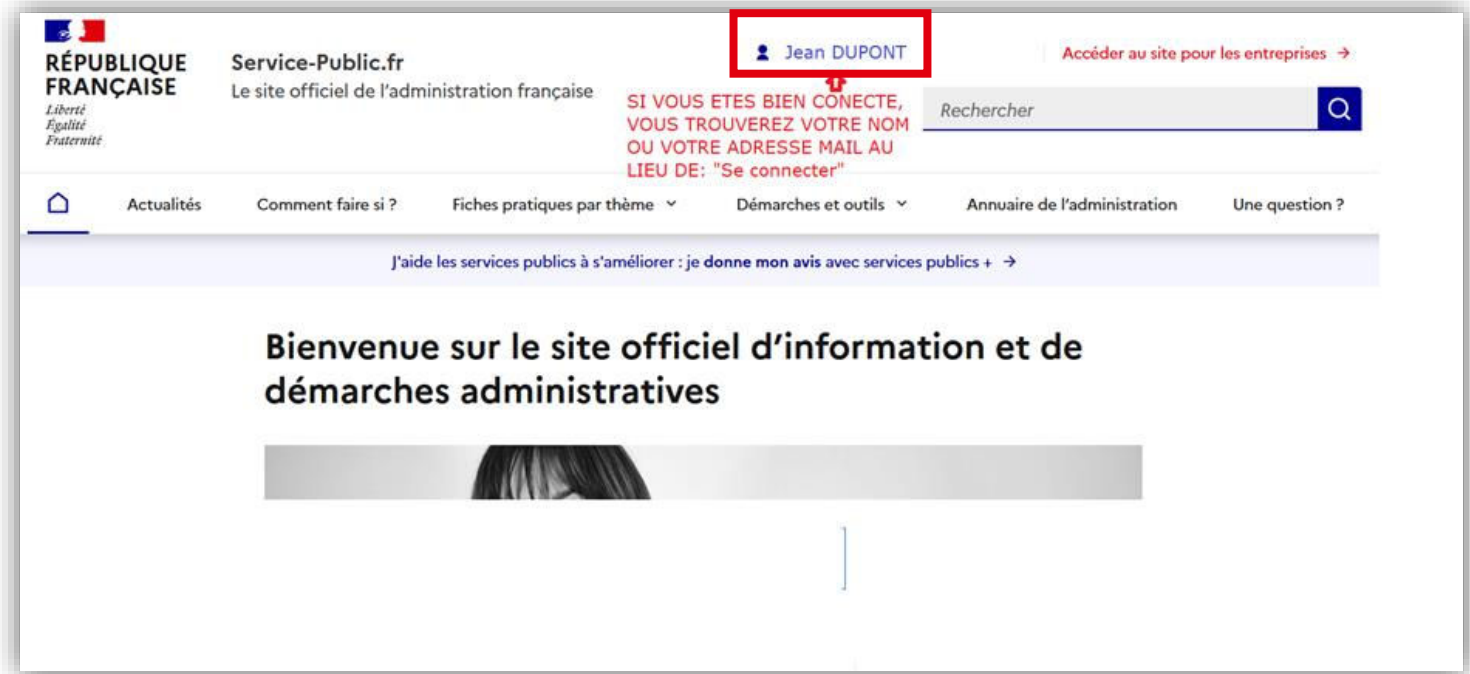 RÉPUBLIQUE
FRANÇAISE
Liberté
Égalité
Fraternité
Service-Public.fr
Le site officiel de l'administration française
Jean DUPONT
Accéder au site pour les entreprises →
SI VOUS ETES BIEN CONECTE,
VOUS TROUVEREZ VOTRE NOM
OU VOTRE ADRESSE MAIL AU
LIEU DE: "Se connecter"
Rechercher
Actualités
Comment faire si ?
Fiches pratiques par thème
Démarches et outils
Annuaire de l'administration
Une question ?
J'aide les services publics à s'améliorer : je donne mon avis avec services publics + →
Bienvenue sur le site officiel d'information et de
démarches administratives